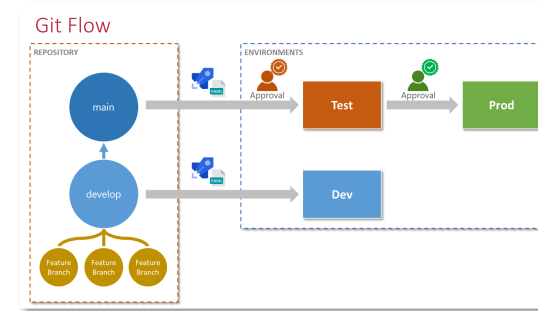 Git Flow
REPOSITORY
ENVIRONMENTS
main
YAML
Approval
Test
Approval
Prod
develop
YAML
Dev
Feature
Branch
Feature
Branch
Feature
Branch